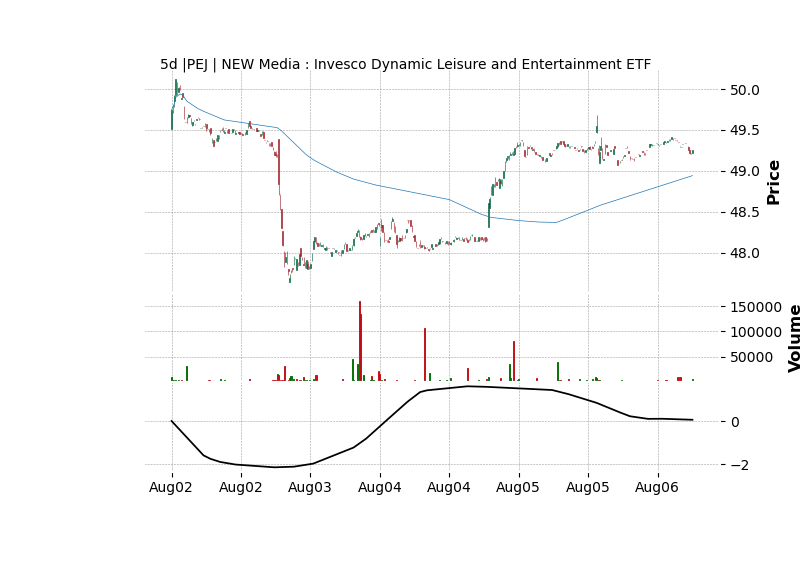 5d |PEJ | NEW Media : Invesco Dynamic Leisure and Entertainment ETF
50.0
49.5
49.0
48.5
48.0
Price
150000
100000
50000
Volume
0
−2
Aug02 Aug02 Aug03 Aug04 Aug04 Aug05 Aug05 Aug06